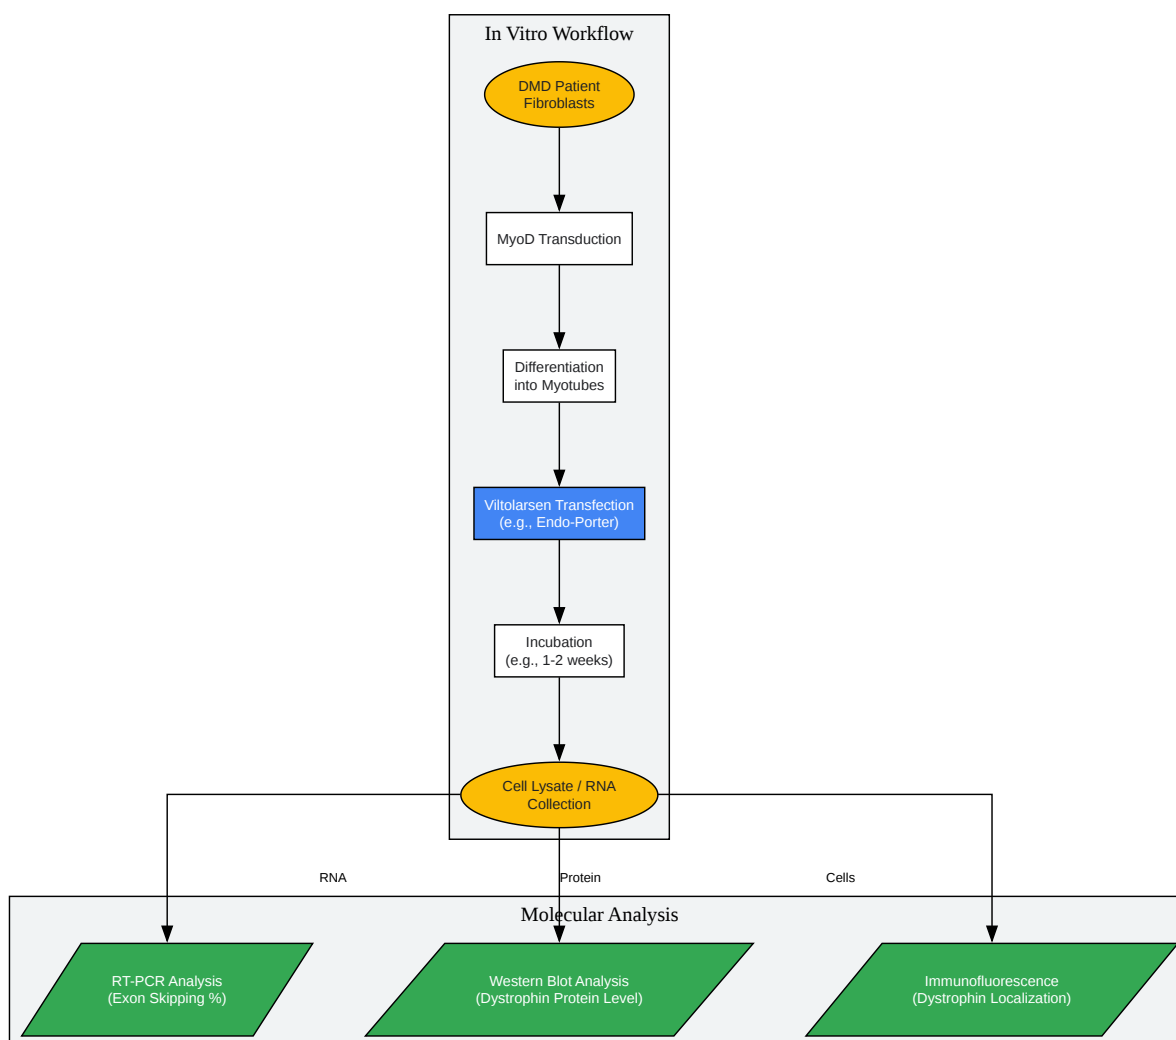 In Vitro Workflow
DMD Patient
Fibroblasts
MyoD Transduction
Differentiation
into Myotubes
Viltolarsen Transfection
(e.g., Endo-Porter)
Incubation
(e.g., 1-2 weeks)
Cell Lysate / RNA
Collection
RNA
Protein
Cells
Molecular Analysis
RT-PCR Analysis
(Exon Skipping %)
Western Blot Analysis
(Dystrophin Protein Level)
Immunofluorescence
(Dystrophin Localization)